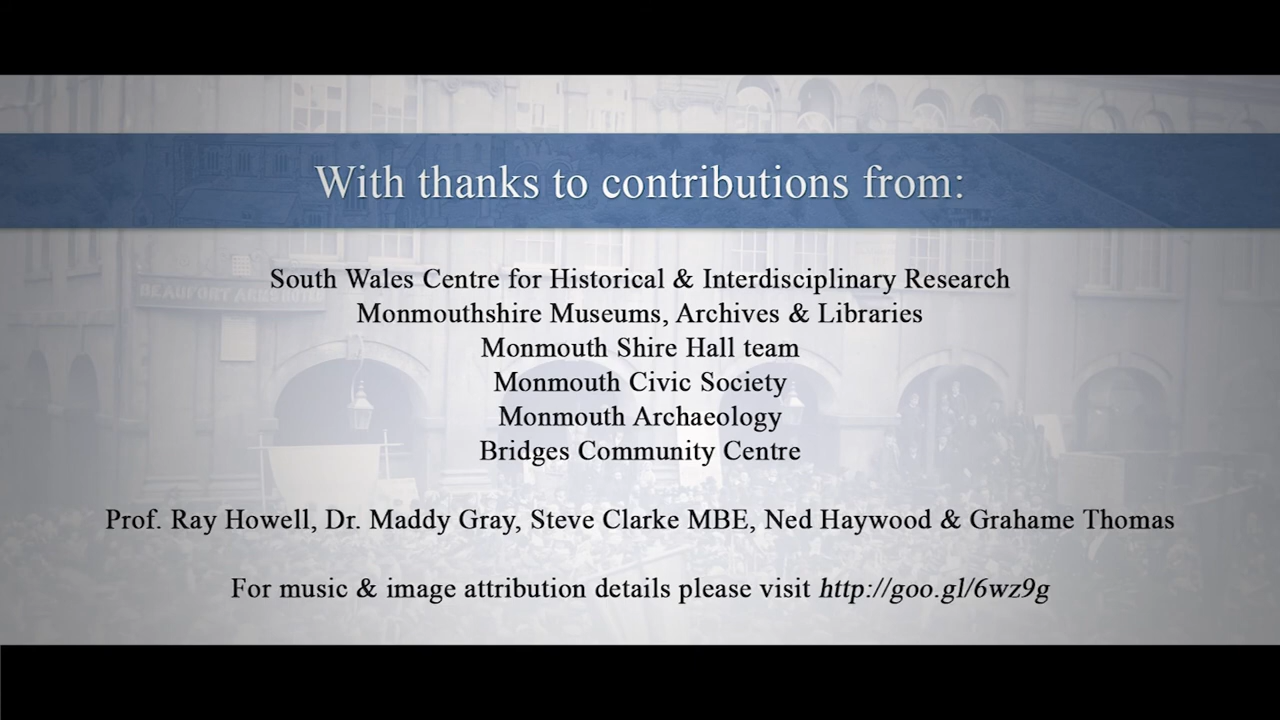 With thanks to contributions from:
South Wales Centre for Historical & Interdisciplinary Research
BEAUFORT ARMS
Monmouthshire Museums, Archives & Libraries
Monmouth Shire Hall team
Monmouth Civic Society
Monmouth Archaeology
Bridges Community Centre
Prof. Ray Howell, Dr. Maddy Gray, Steve Clarke MBE, Ned Haywood & Grahame Thomas
For music & image attribution details please visit http://goo.gl/6wz9g